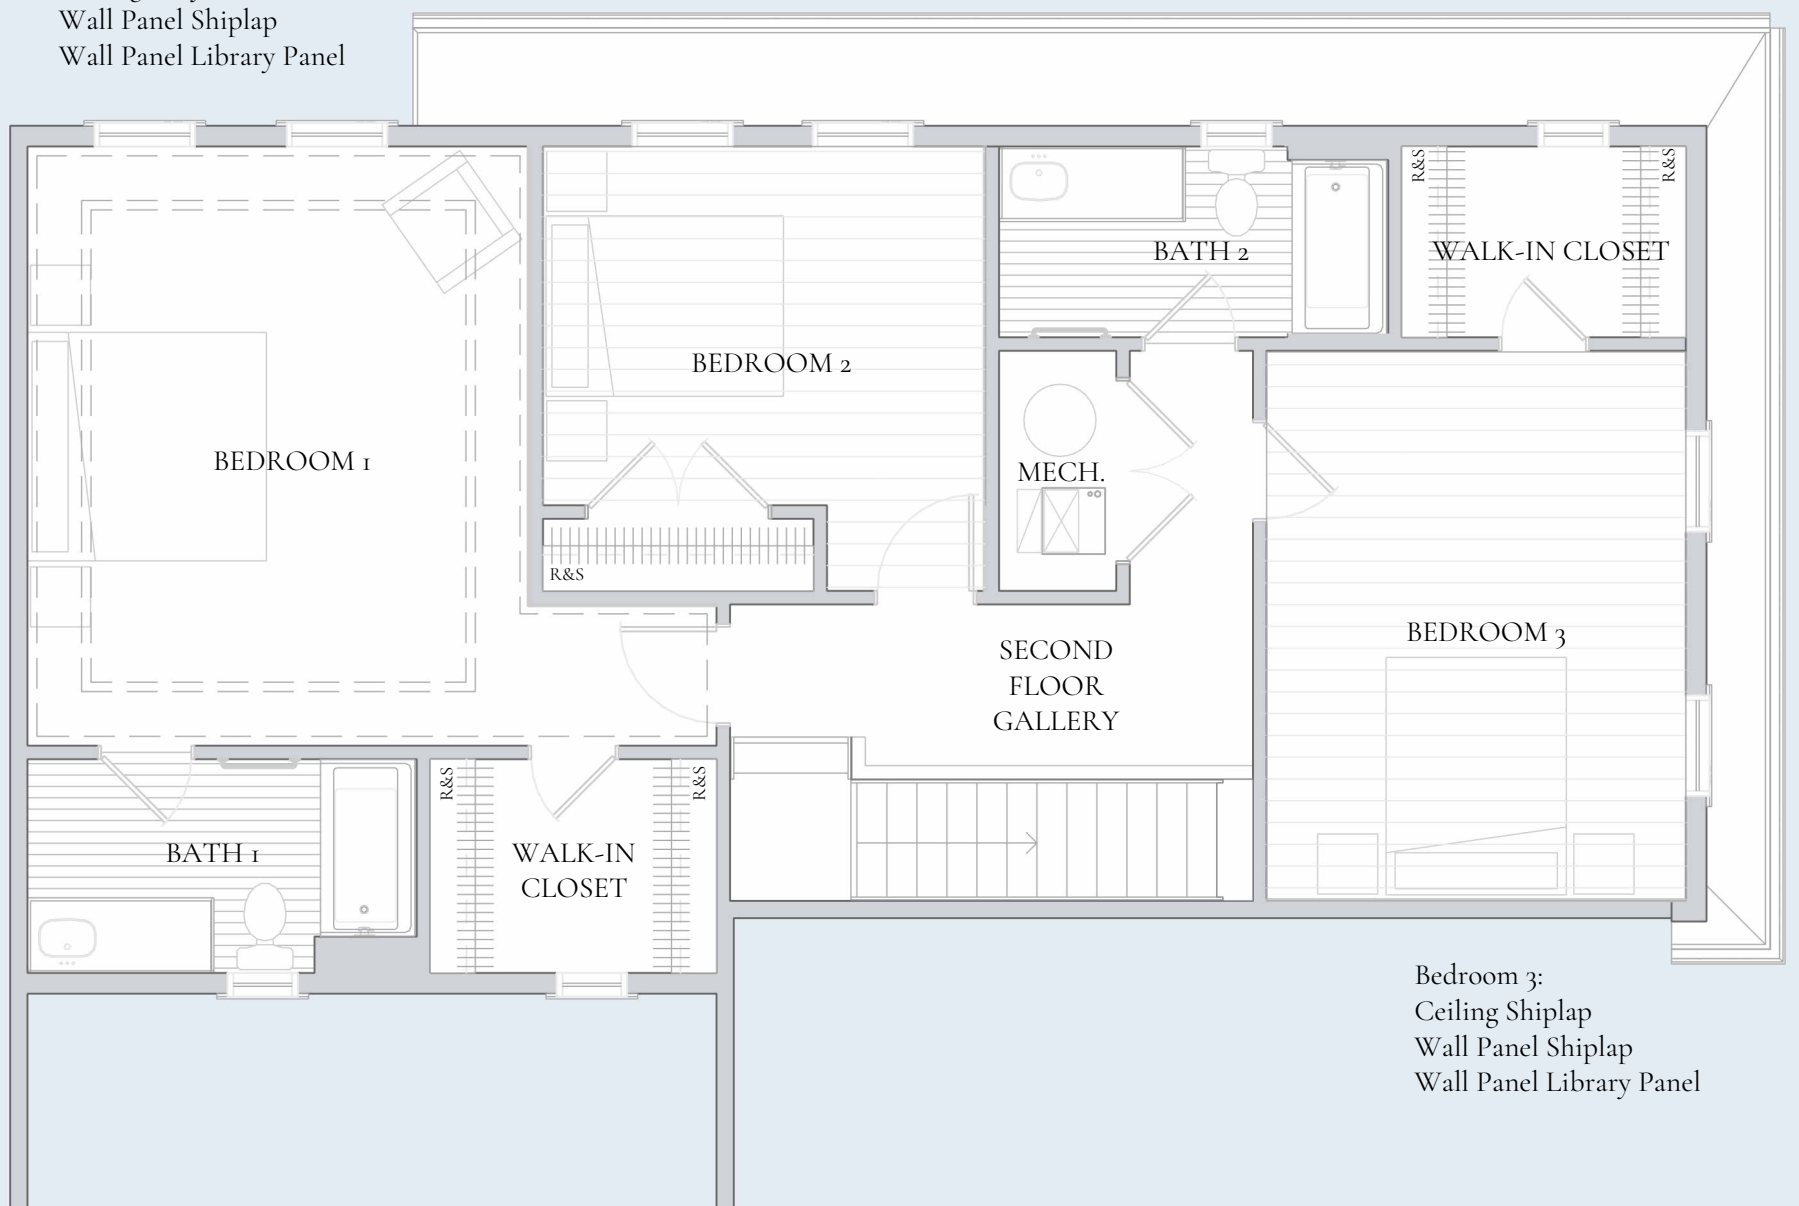 Wall Panel Shiplap
Wall Panel Library Panel
R&S
R&S
BATH 2
WALK-IN CLOSET
BEDROOM 2
BEDROOM 1
MECH.
R&S
BEDROOM 3
SECOND
FLOOR
GALLERY
R&S
R&S
BATH 1
WALK-IN
CLOSET
Bedroom 3:
Ceiling Shiplap
Wall Panel Shiplap
Wall Panel Library Panel